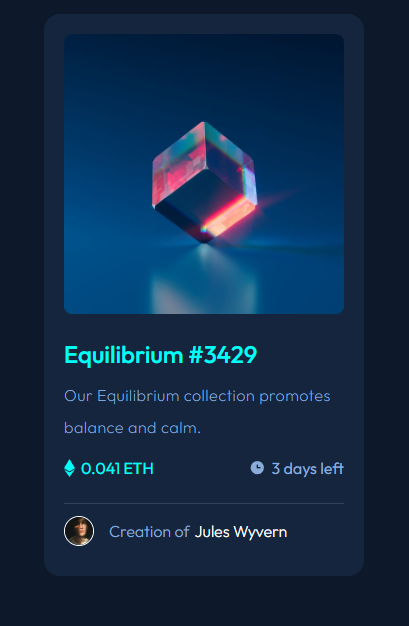 Equilibrium #3429
Our Equilibrium collection promotes
balance and calm.
0.041 ETH
3 days left
Creation of Jules Wyvern